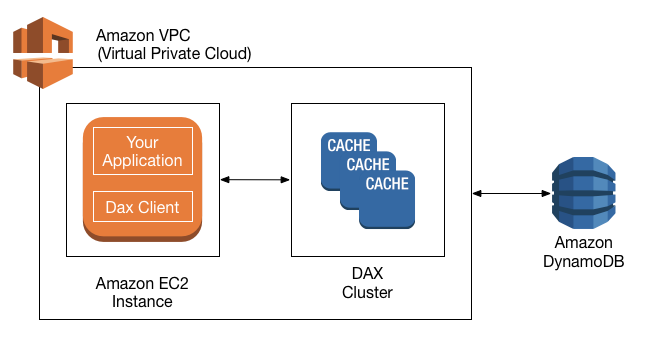 Amazon VPC
(Virtual Private Cloud)
Your
Application
Dax Client
CACHE
CACHE
CACHE
Amazon EC2
Instance
DAX
Cluster
Amazon
DynamoDB